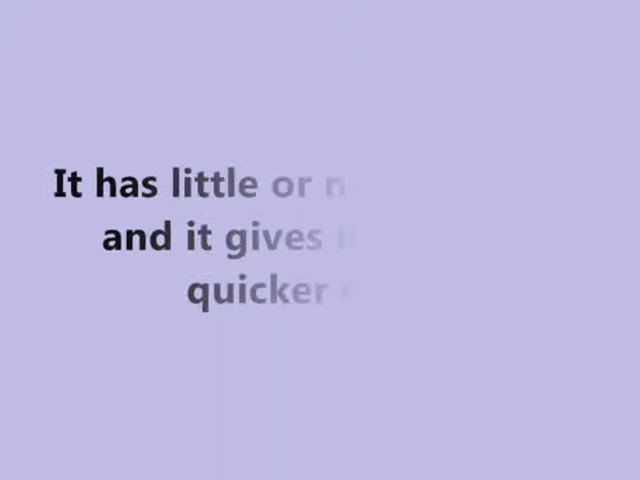 It has little or
and it gives
quicker